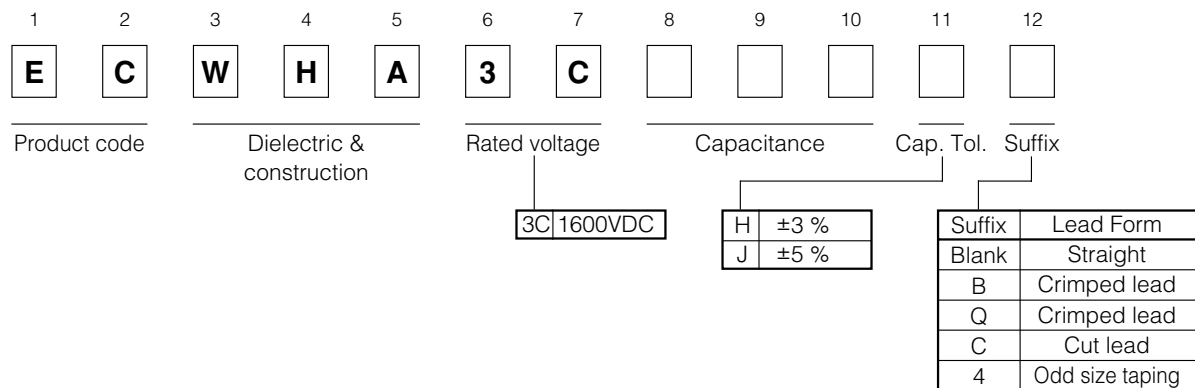 1 2 3 4 5 6 7 8 9 10 11 12
E C W H A 3 C
Product code Dielectric & construction Rated voltage Capacitance Cap. Tol. Suffix
3C 1600VDC
H ±3 %
J ±5 %
Suffix Lead Form
Blank Straight
B Crimped lead
Q Crimped lead
C Cut lead
4 Odd size taping